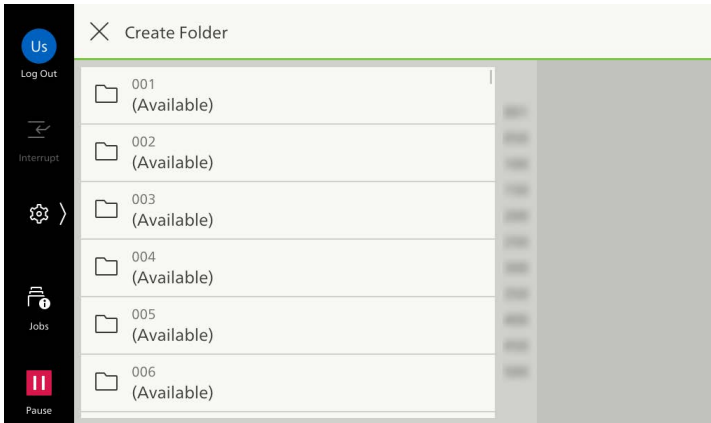 Us
Log Out
Interrupt
Jobs
Pause
Create Folder
001
(Available)
002
(Available)
003
(Available)
004
(Available)
005
(Available)
006
(Available)